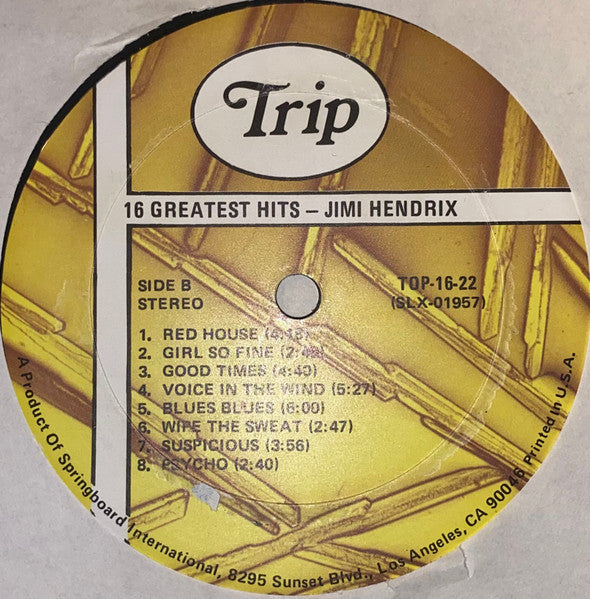 Trip
16 GREATEST HITS – JIMI HENDRIX
SIDE B
STEREO
TOP-16-22
(SLX-01957)
1. RED HOUSE
2. GIRL SO FINE
3. GOOD TIMES (4:40)
4. VOICE IN THE WIND (5:27)
5. BLUES BLUES (6:00)
6. WIPE THE SWEAT (2:47)
7. SUSPICIOUS (3:56)
8. PSYCHO (2:40)
A Product Of Springboard International, 8295 Sunset Blvd., Los Angeles, CA 90046 Printed In U.S.A.